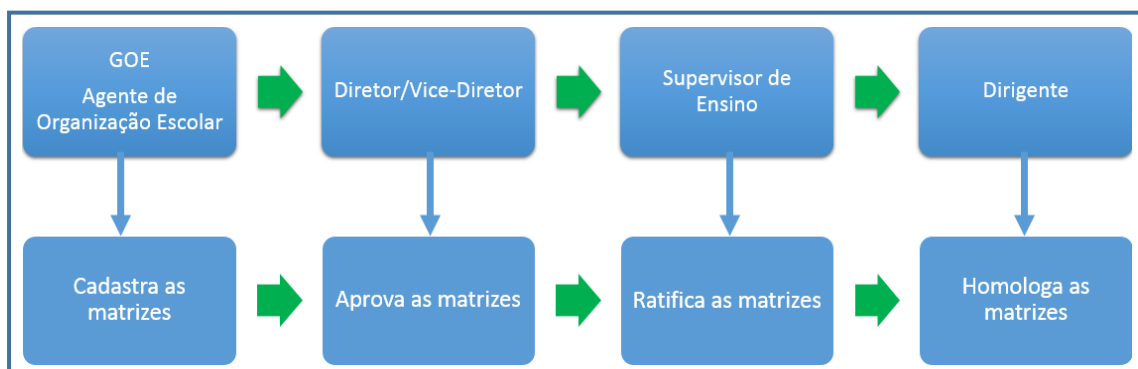 GOE
Agente de
Organização Escolar
Diretor/Vice-Diretor
Supervisor de
Ensino
Dirigente
Cadastra as
matrizes
Aprova as matrizes
Ratifica as matrizes
Homologa as
matrizes